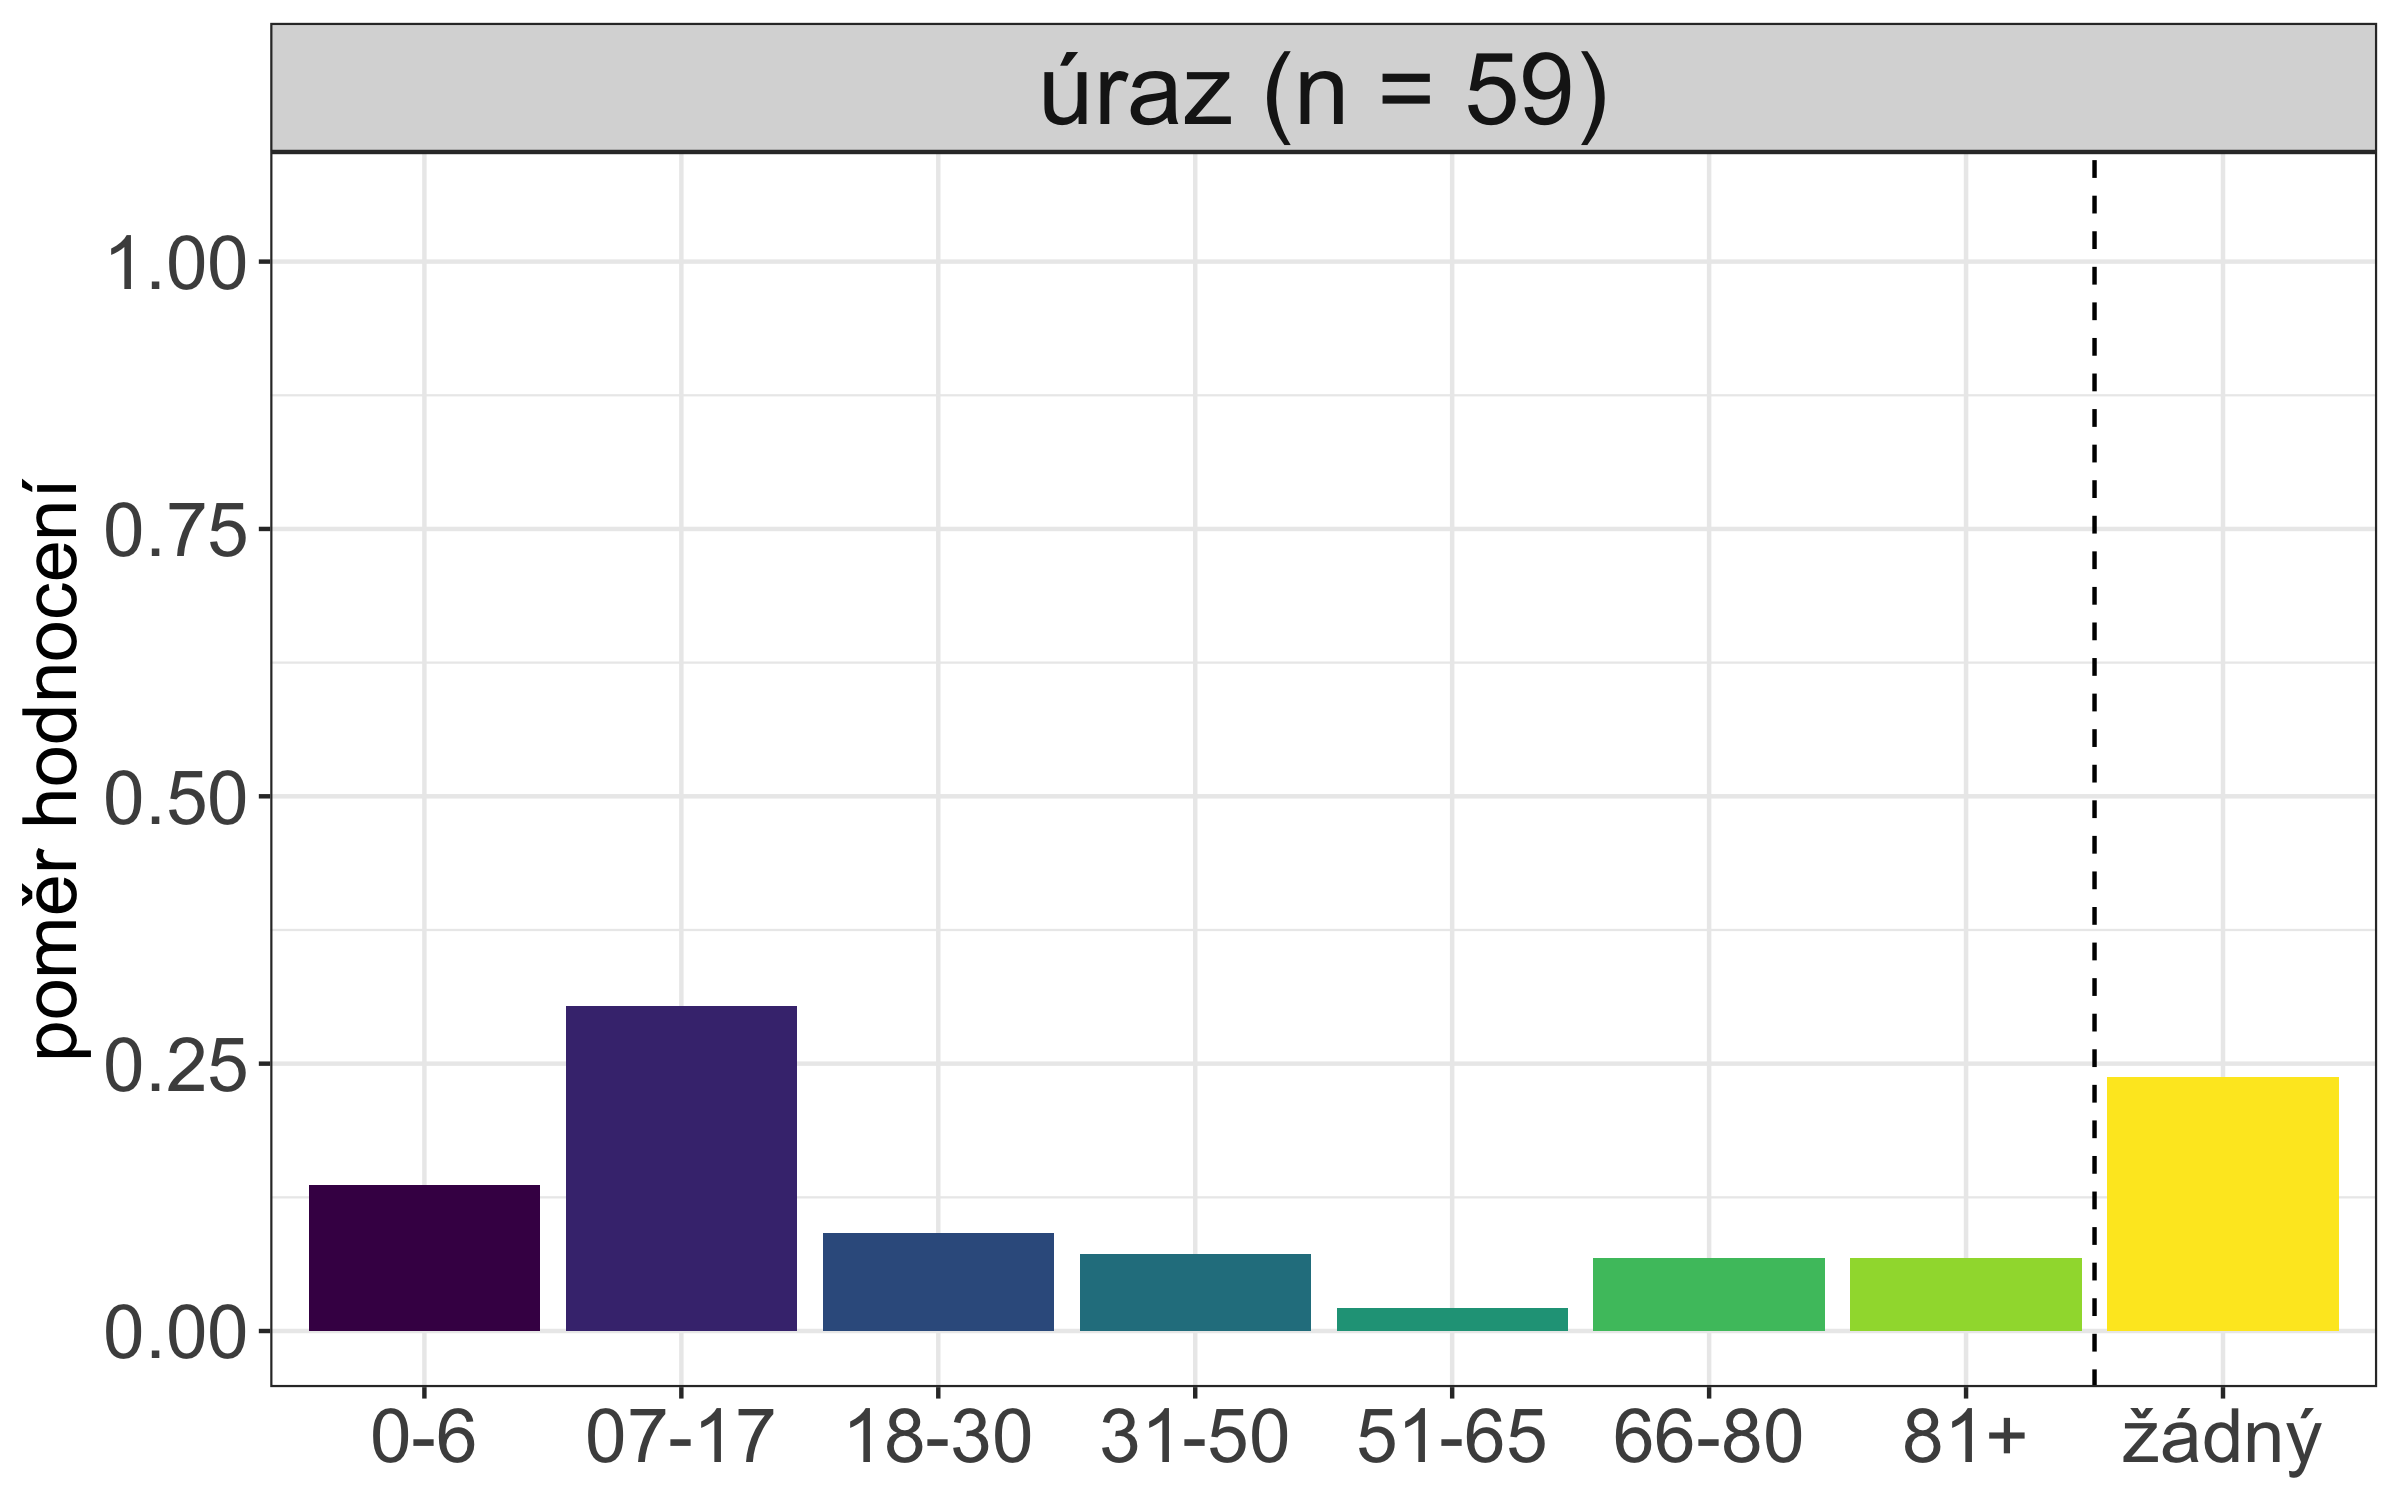 úraz (n = 59)
poměr hodnocení
1.00
0.75
0.50
0.25
0.00
0-6 07-17 18-30 31-50 51-65 66-80 81+ žádný